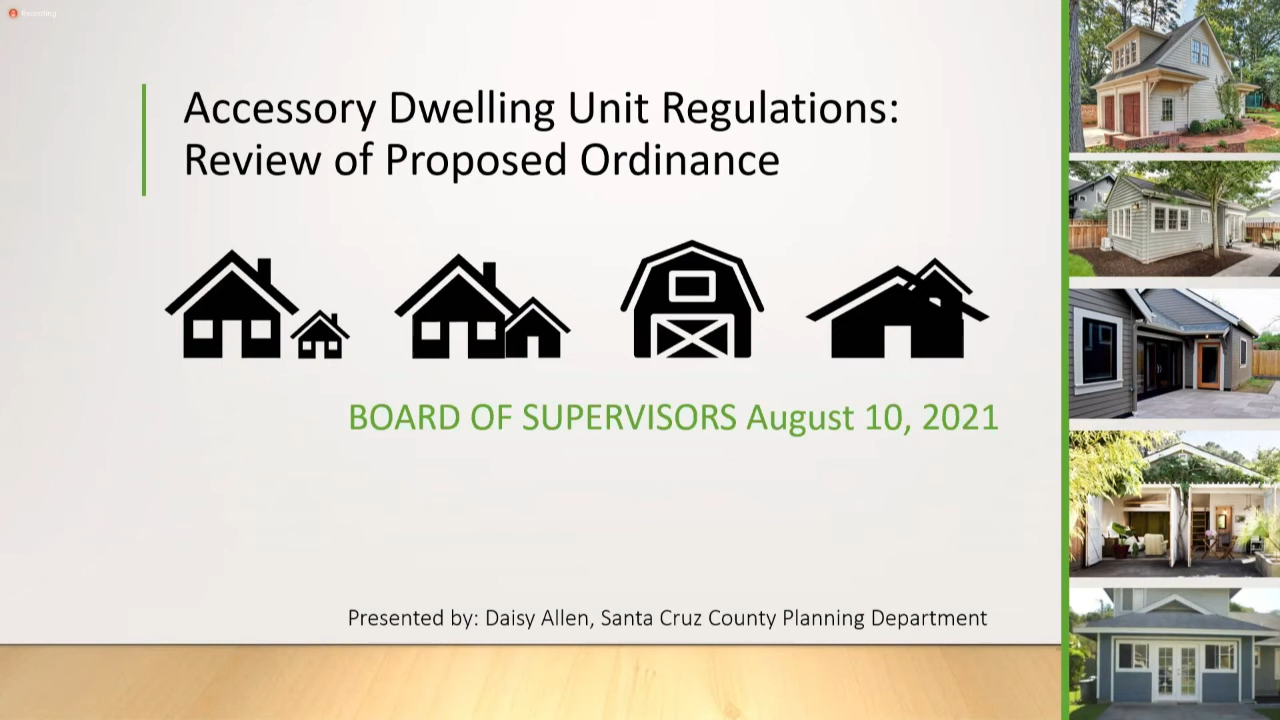 Recording
Accessory Dwelling Unit Regulations:
Review of Proposed Ordinance
BOARD OF SUPERVISORS August 10, 2021
Presented by: Daisy Allen, Santa Cruz County Planning Department